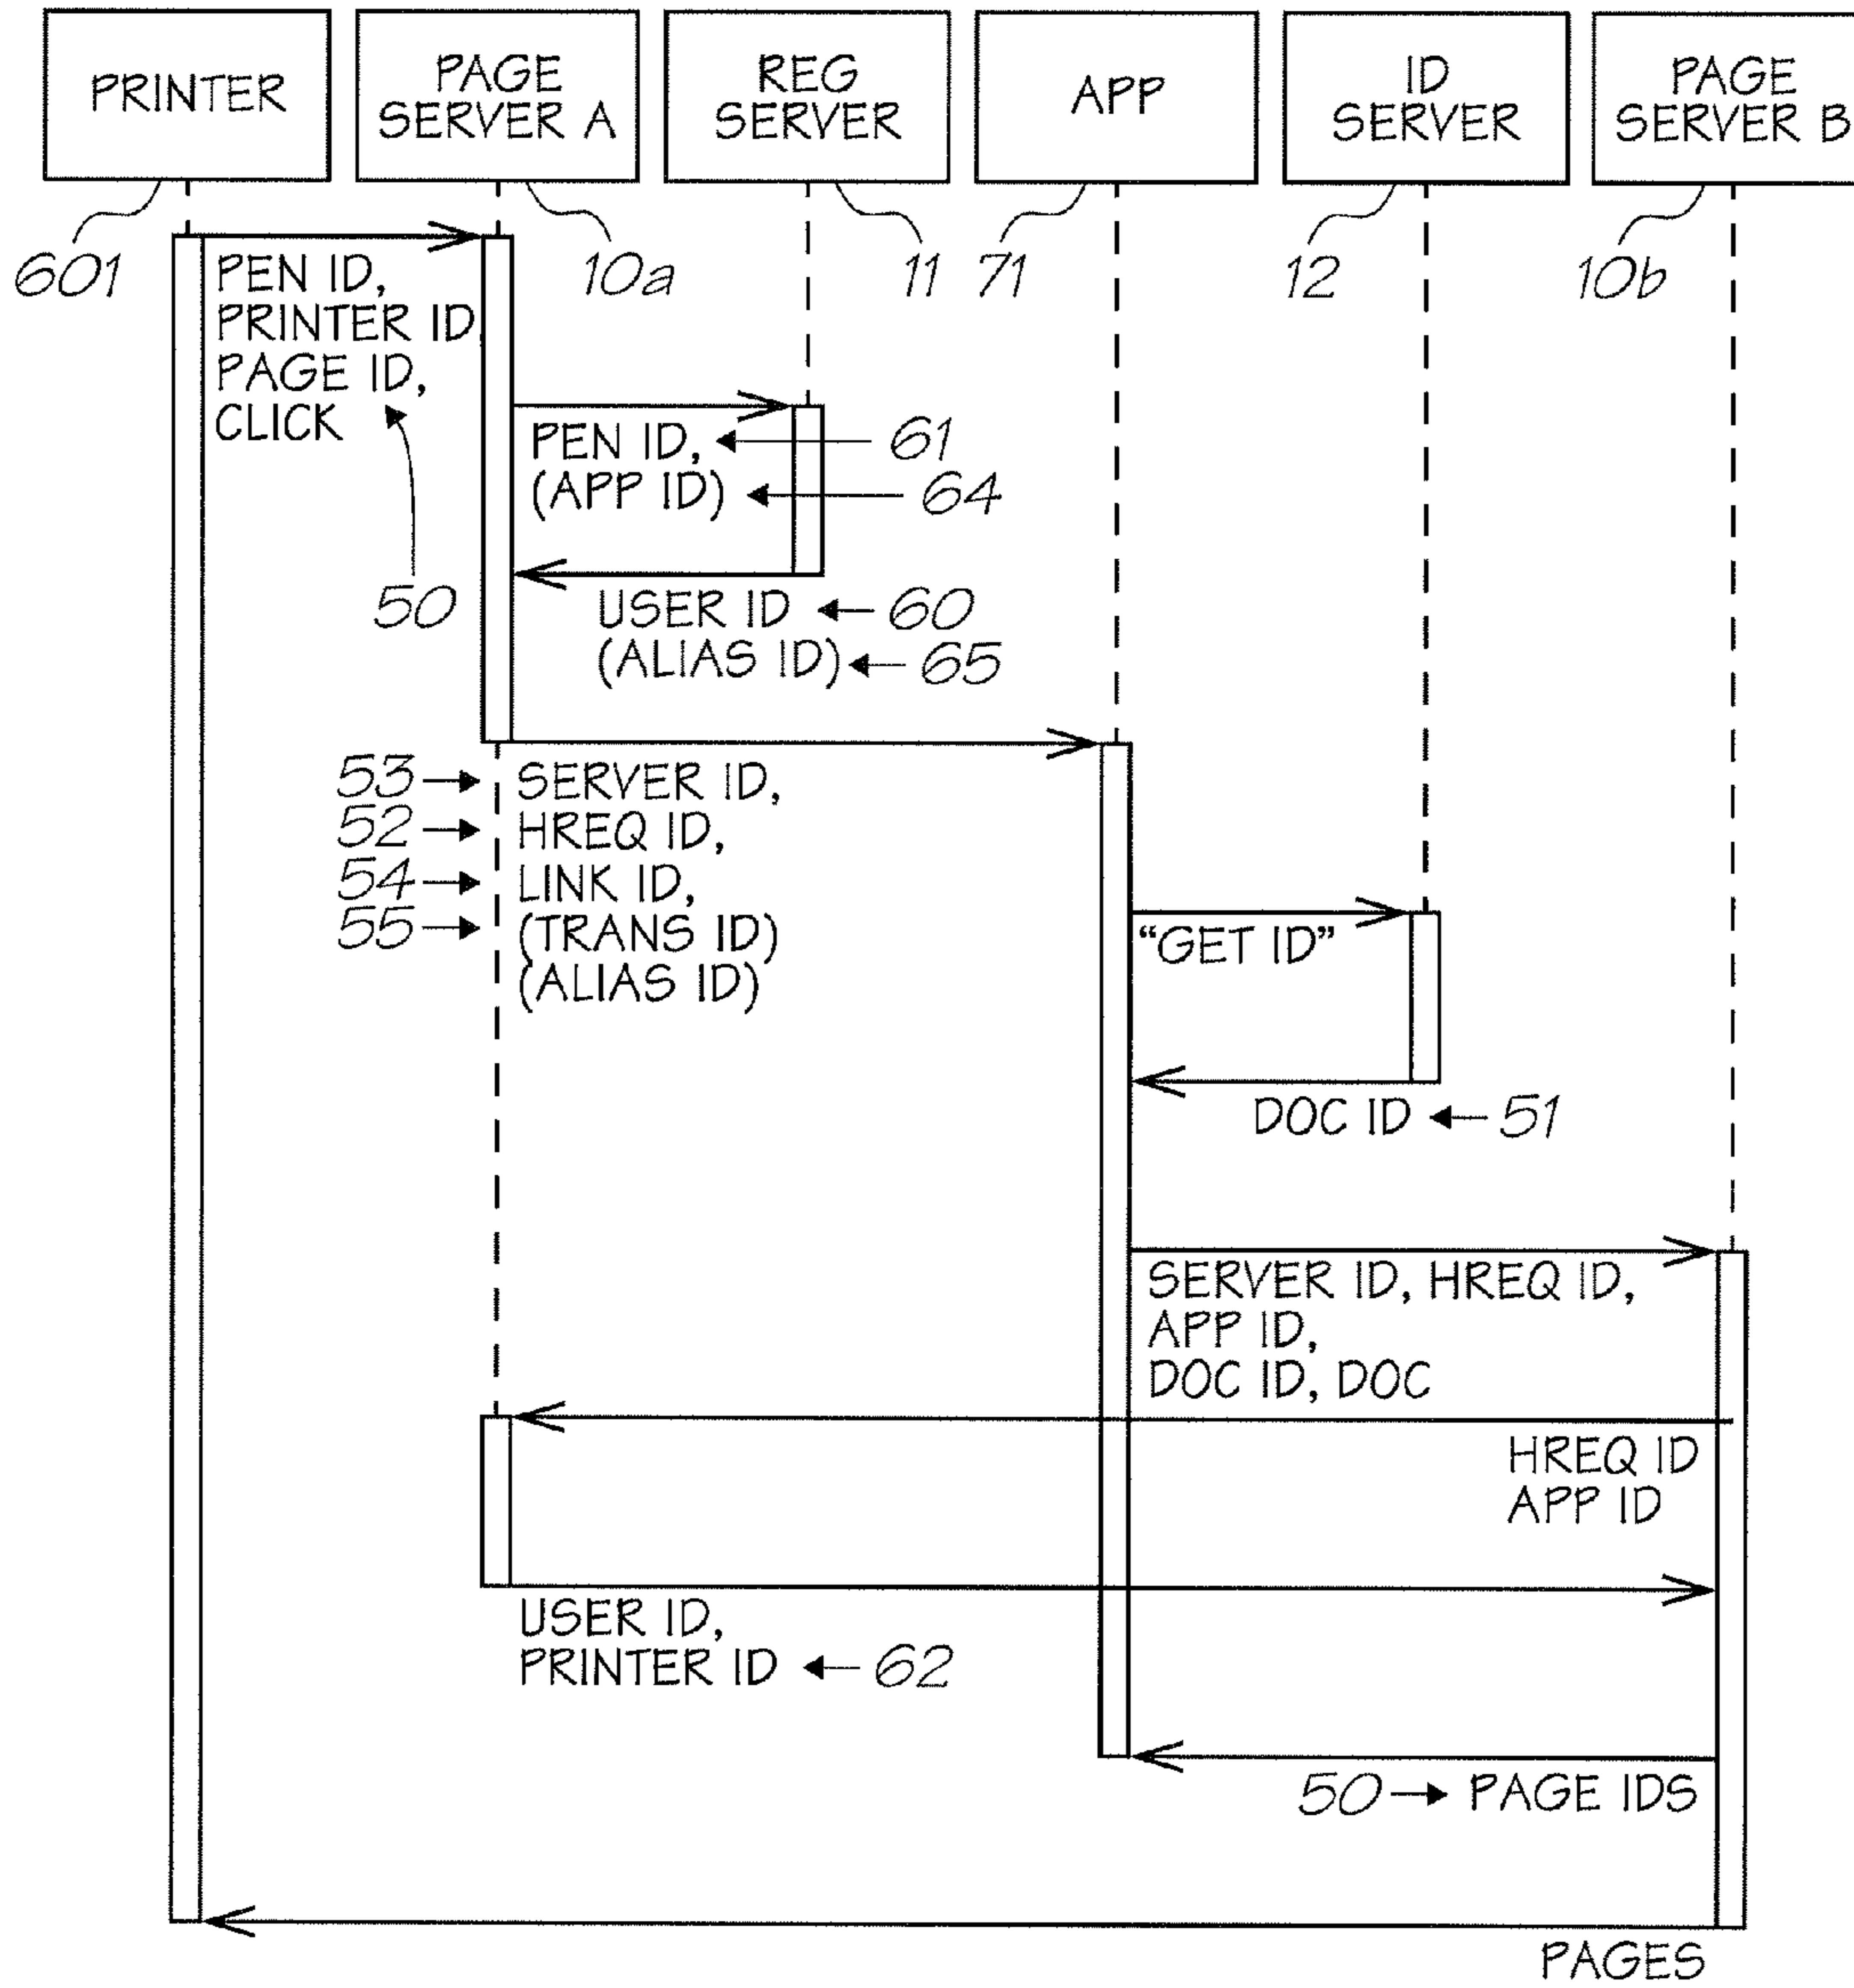 PRINTER
PAGE
SERVER A
REG
SERVER
APP
ID
SERVER
PAGE
SERVER B
601
10a
11
71
12
10b
PEN ID,
PRINTER ID
PAGE ID,
CLICK
50
PEN ID,
61
(APP ID)
64
USER ID
60
(ALIAS ID)
65
53
SERVER ID,
52
HREQ ID,
54
LINK ID,
55
(TRANS ID)
(ALIAS ID)
“GET ID”
DOC ID
51
SERVER ID, HREQ ID,
APP ID,
DOC ID, DOC
HREQ ID
APP ID
USER ID,
PRINTER ID
62
50
PAGE IDS
PAGES